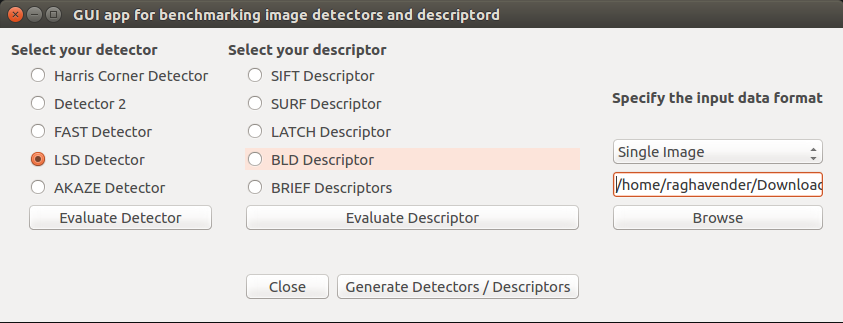 GUI app for benchmarking image detectors and descriptord
Select your detector
Harris Corner Detector
Detector 2
FAST Detector
LSD Detector
AKAZE Detector
Evaluate Detector
Select your descriptor
SIFT Descriptor
SURF Descriptor
LATCH Descriptor
BLD Descriptor
BRIEF Descriptors
Evaluate Descriptor
Specify the input data format
Single Image
/home/raghavender/Downloac
Browse
Close
Generate Detectors / Descriptors